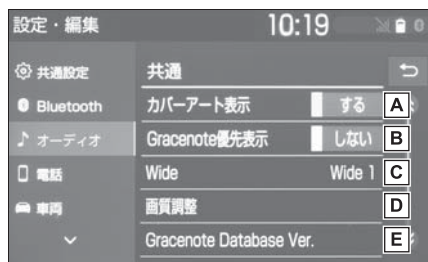 設定・編集 10:19
共通設定 共通
Bluetooth カバーアート表示 する A
オーディオ Gracenote優先表示 しない B
電話 Wide Wide 1 C
車両 画質調整 D
Gracenote Database Ver. E